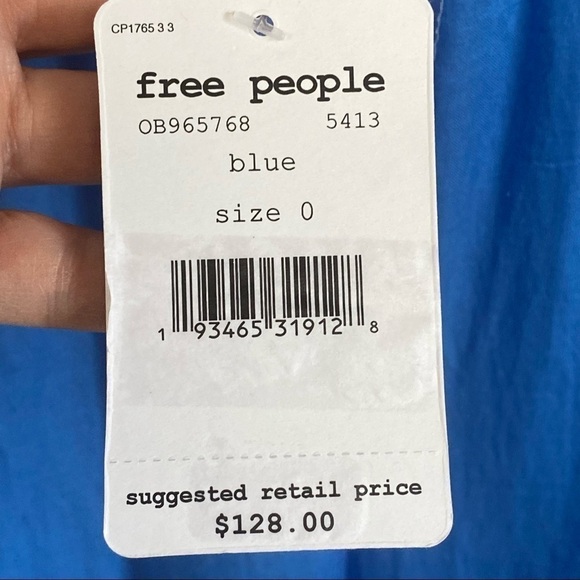 CP1765 3 3
free people
OB965768 5413
blue
size 0
1 93465 31912 8
suggested retail price
$128.00